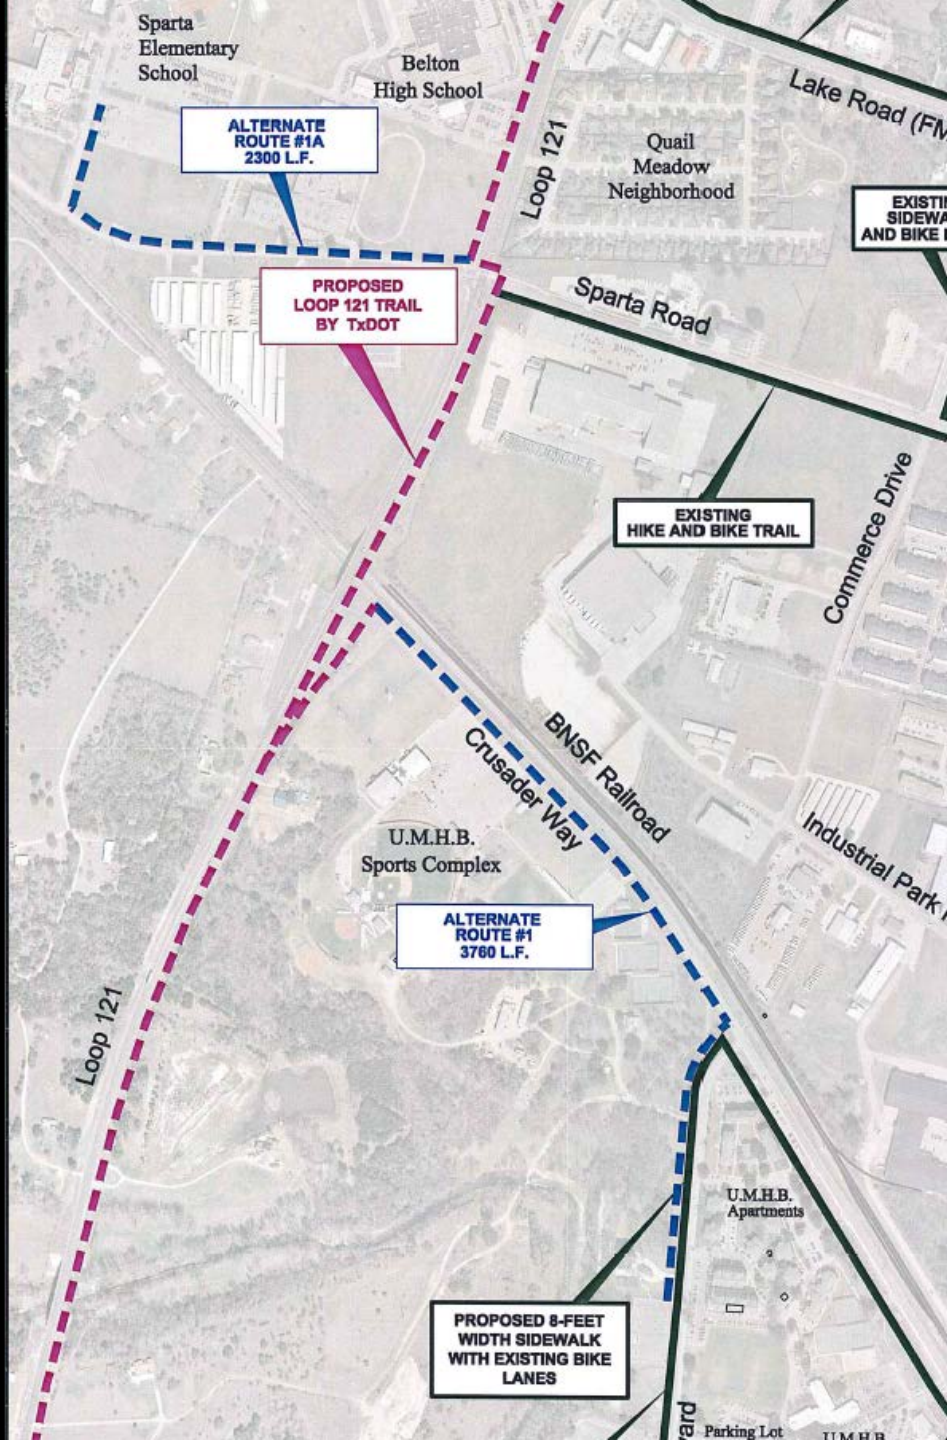 Sparta
Elementary
School
Belton
High School
ALTERNATE
ROUTE #1A
2300 L.F.
Loop 121
Quail
Meadow
Neighborhood
Lake Road (FM
EXISTI
SIDEWA
AND BIKE
PROPOSED
LOOP 121 TRAIL
BY TxDOT
Sparta Road
EXISTING
HIKE AND BIKE TRAIL
Commerce Drive
BNSF Railroad
Crusader Way
Industrial Park
U.M.H.B.
Sports Complex
ALTERNATE
ROUTE #1
3760 L.F.
Loop 121
U.M.H.B.
Apartments
PROPOSED 8-FEET
WIDTH SIDEWALK
WITH EXISTING BIKE
LANES
ard
Parking Lot
U.M.H.B.